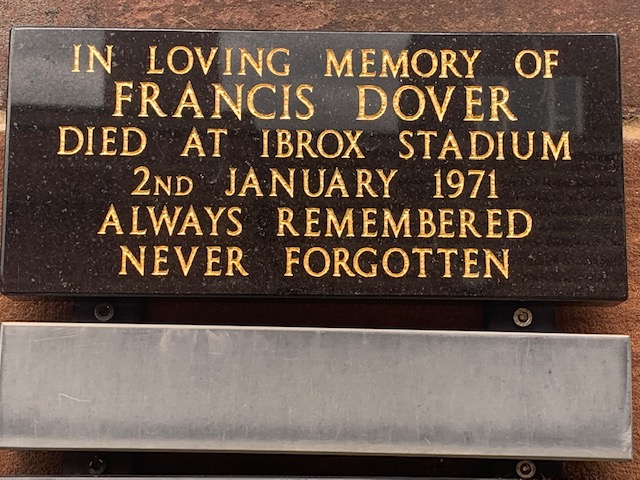 IN LOVING MEMORY OF
FRANCIS DOVER
DIED AT IBROX STADIUM
2ND JANUARY 1971
ALWAYS REMEMBERED
NEVER FORGOTTEN